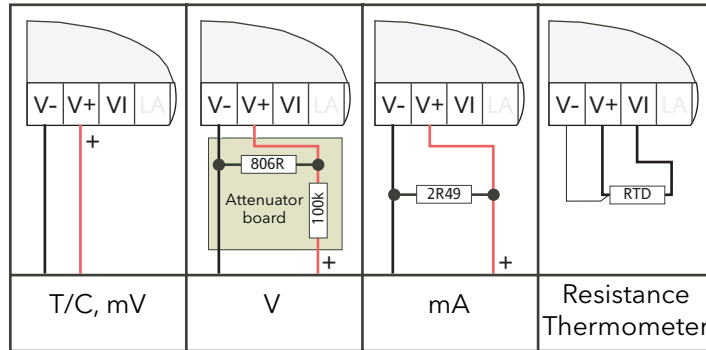 V- V+ VI LA
+
T/C, mV
V- V+ VI LA
806R
Attenuator
board
100k
+
V
V- V+ VI LA
2R49
+
mA
V- V+ VI LA
RTD
Resistance
Thermometer